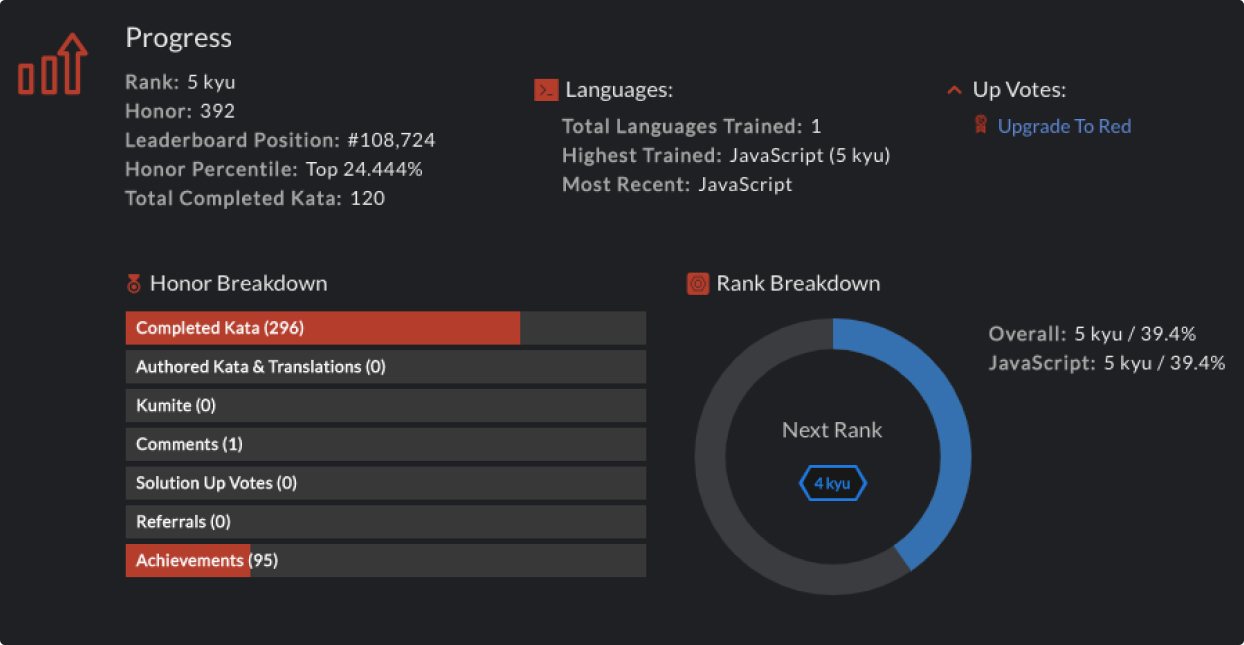 Progress
Rank: 5 kyu
Honor: 392
Leaderboard Position: #108,724
Honor Percentile: Top 24.444%
Total Completed Kata: 120
Languages:
Total Languages Trained: 1
Highest Trained: JavaScript (5 kyu)
Most Recent: JavaScript
Up Votes:
Upgrade To Red
Honor Breakdown
Completed Kata (296)
Authored Kata & Translations (0)
Kumite (0)
Comments (1)
Solution Up Votes (0)
Referrals (0)
Achievements (95)
Rank Breakdown
Next Rank
4 kyu
Overall: 5 kyu / 39.4%
JavaScript: 5 kyu / 39.4%